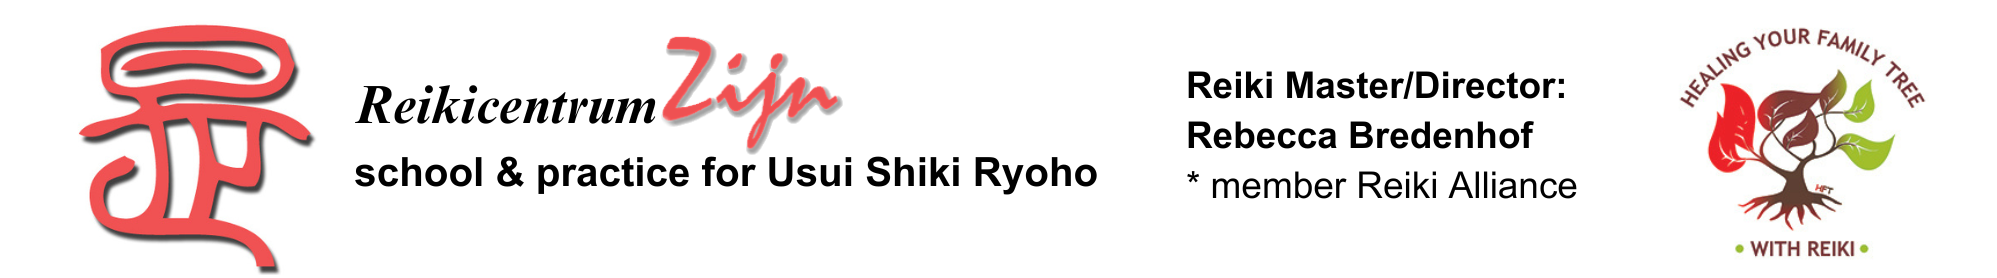 Reikicentrum Zijn
school & practice for Usui Shiki Ryoho
Reiki Master/Director:
Rebecca Bredenhof
* member Reiki Alliance
HEALING YOUR FAMILY TREE
HFT
• WITH REIKI •